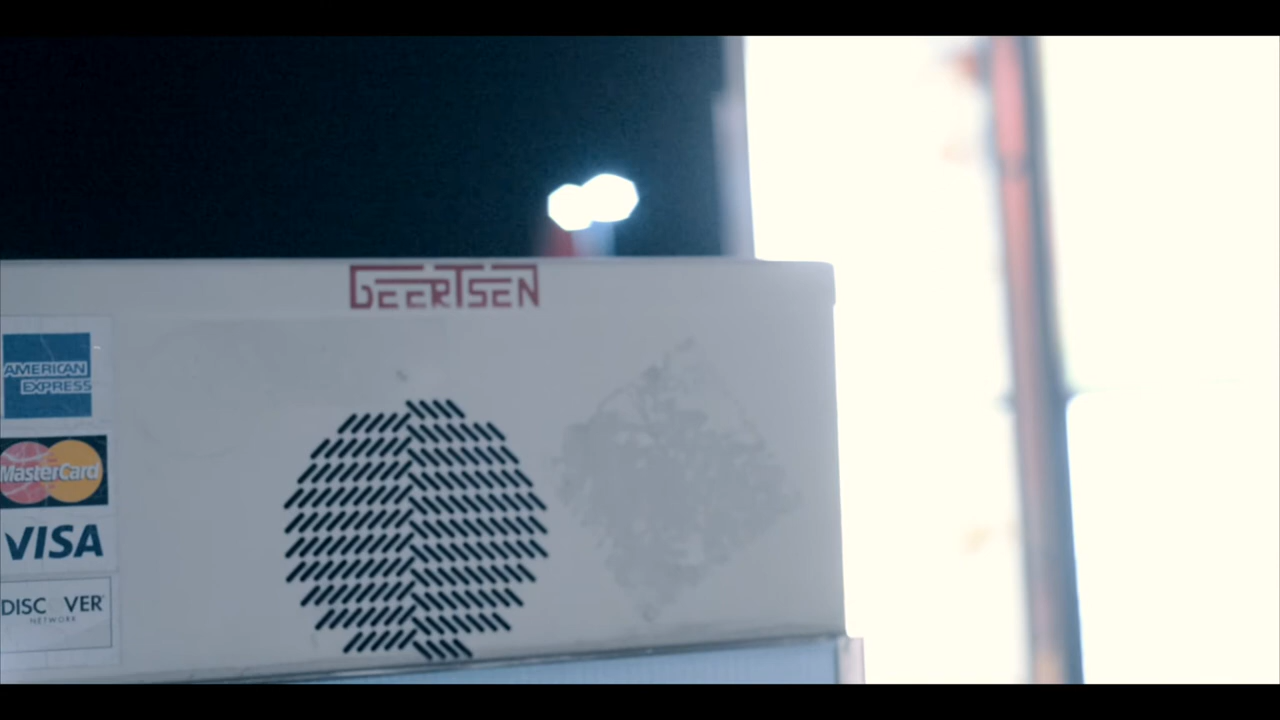 GEERTSEN
AMERICAN
EXPRESS
MasterCard
VISA
DISC VER
NETWORK